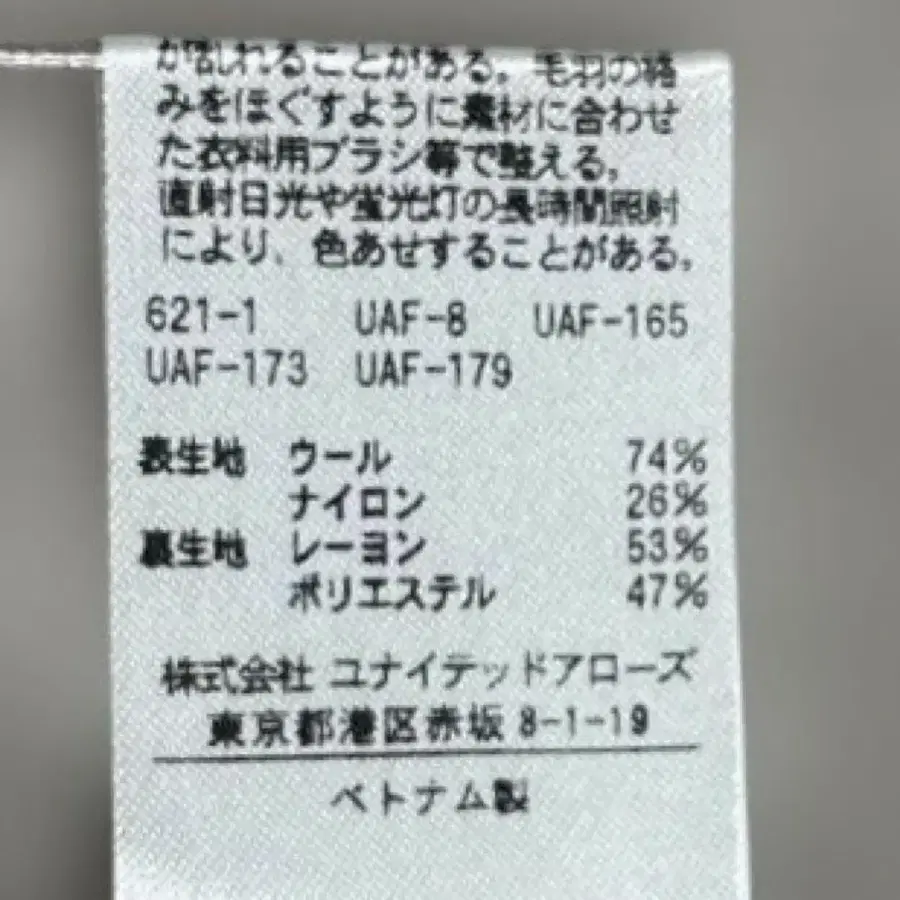 が乱れることがある。毛羽の絡
みをほぐすように素材に合わせ
た衣料用ブラシ等で整える。
直射日光や蛍光灯の長時間照射
により、色あせすることがある。
621-1 UAF-8 UAF-165
UAF-173 UAF-179
表生地 ウール 74%
ナイロン 26%
裏生地 レーヨン 53%
ポリエステル 47%
株式会社 ユナイテッドアローズ
東京都港区赤坂 8-1-19
ベトナム製